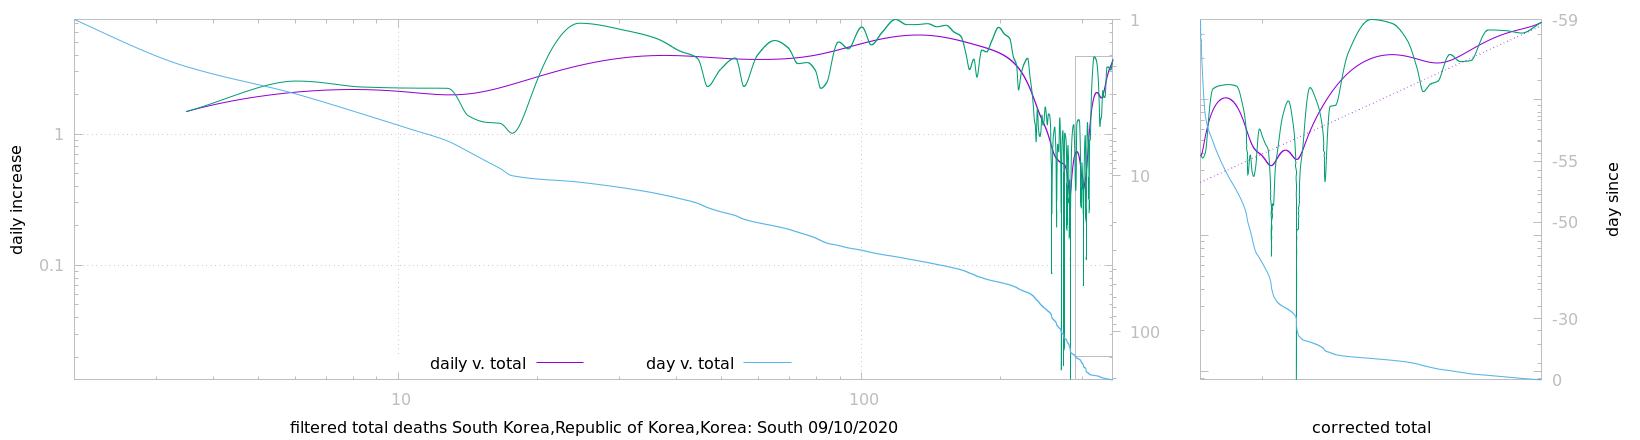 1
-59
1
10
-55
-50
0.1
-30
100
daily v. total
day v. total
0
10
100
daily increase
day since
filtered total deaths South Korea,Republic of Korea,Korea: South 09/10/2020
corrected total